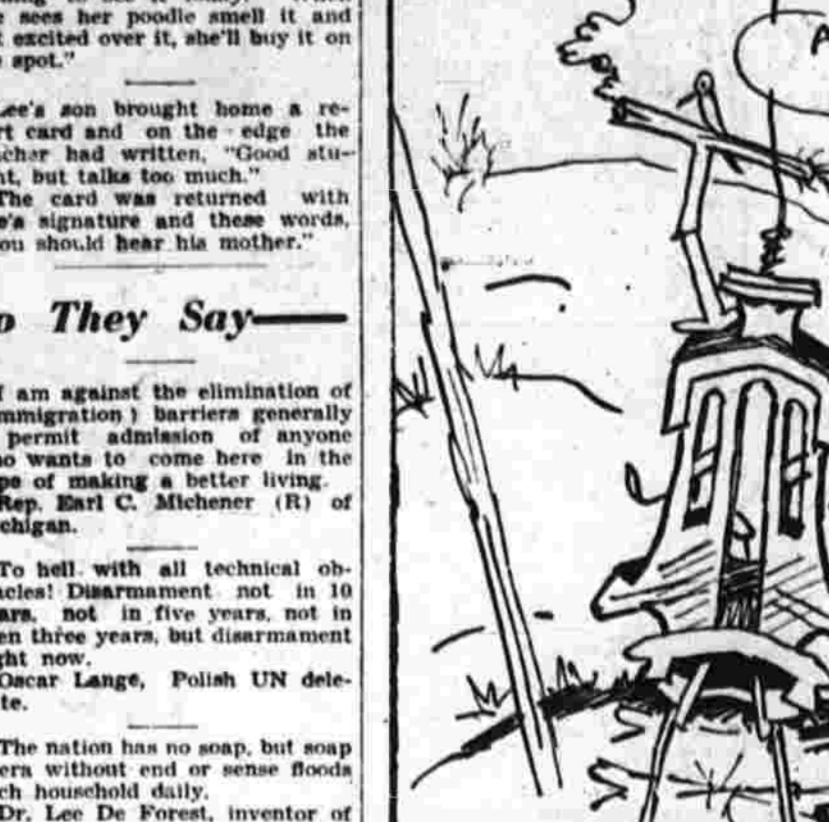 sees her poodle smell it and
t excited over it, she'll buy it on
spot."
Lee's son brought home a re-
rt card and on the edge the
acher had written, "Good stu-
nt, but talks too much."
The card was returned with
e's signature and these words,
ou should hear his mother."
o They Say—
I am against the elimination of
mmigration) barriers generally
permit admission of anyone
ho wants to come here in the
pe of making a better living.
Rep. Earl C. Michener (R) of
chigan.
To hell with all technical ob-
acles! Disarmament not in 10
ars, not in five years, not in
en three years, but disarmament
ght now.
Oscar Lange, Polish UN dele-
te.
The nation has no soap, but soap
era without end or sense floods
ch household daily.
Dr. Lee De Forest, inventor of
A